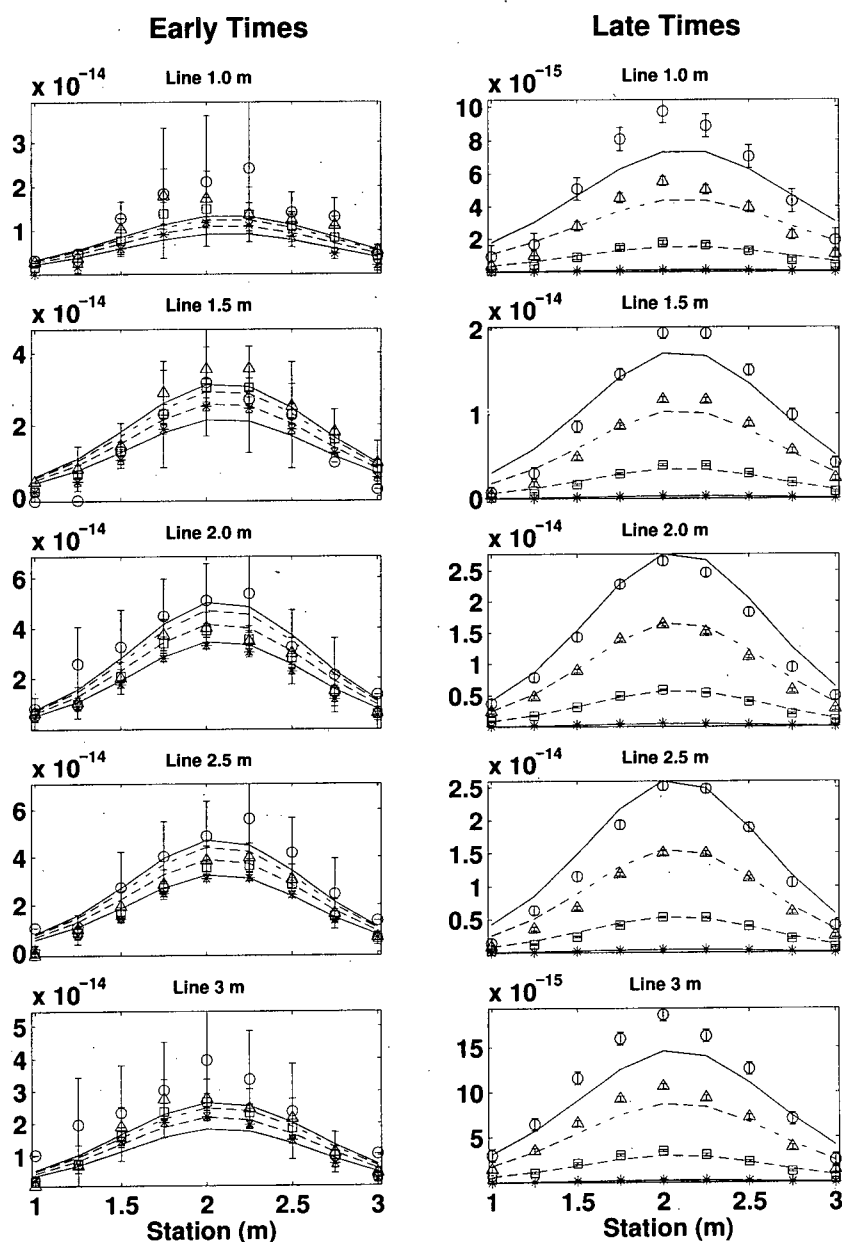 Early Times
Late Times
x 10^−14
Line 1.0 m
3
2
1
x 10^−15
Line 1.0 m
10
8
6
4
2
x 10^−14
Line 1.5 m
4
2
0
x 10^−14
Line 1.5 m
2
1
0
x 10^−14
Line 2.0 m
6
4
2
x 10^−14
Line 2.0 m
2.5
2
1.5
1
0.5
x 10^−14
Line 2.5 m
6
4
2
0
x 10^−14
Line 2.5 m
2.5
2
1.5
1
0.5
x 10^−14
Line 3 m
5
4
3
2
1
1 1.5 2 2.5 3
Station (m)
x 10^−15
Line 3 m
15
10
5
1 1.5 2 2.5 3
Station (m)